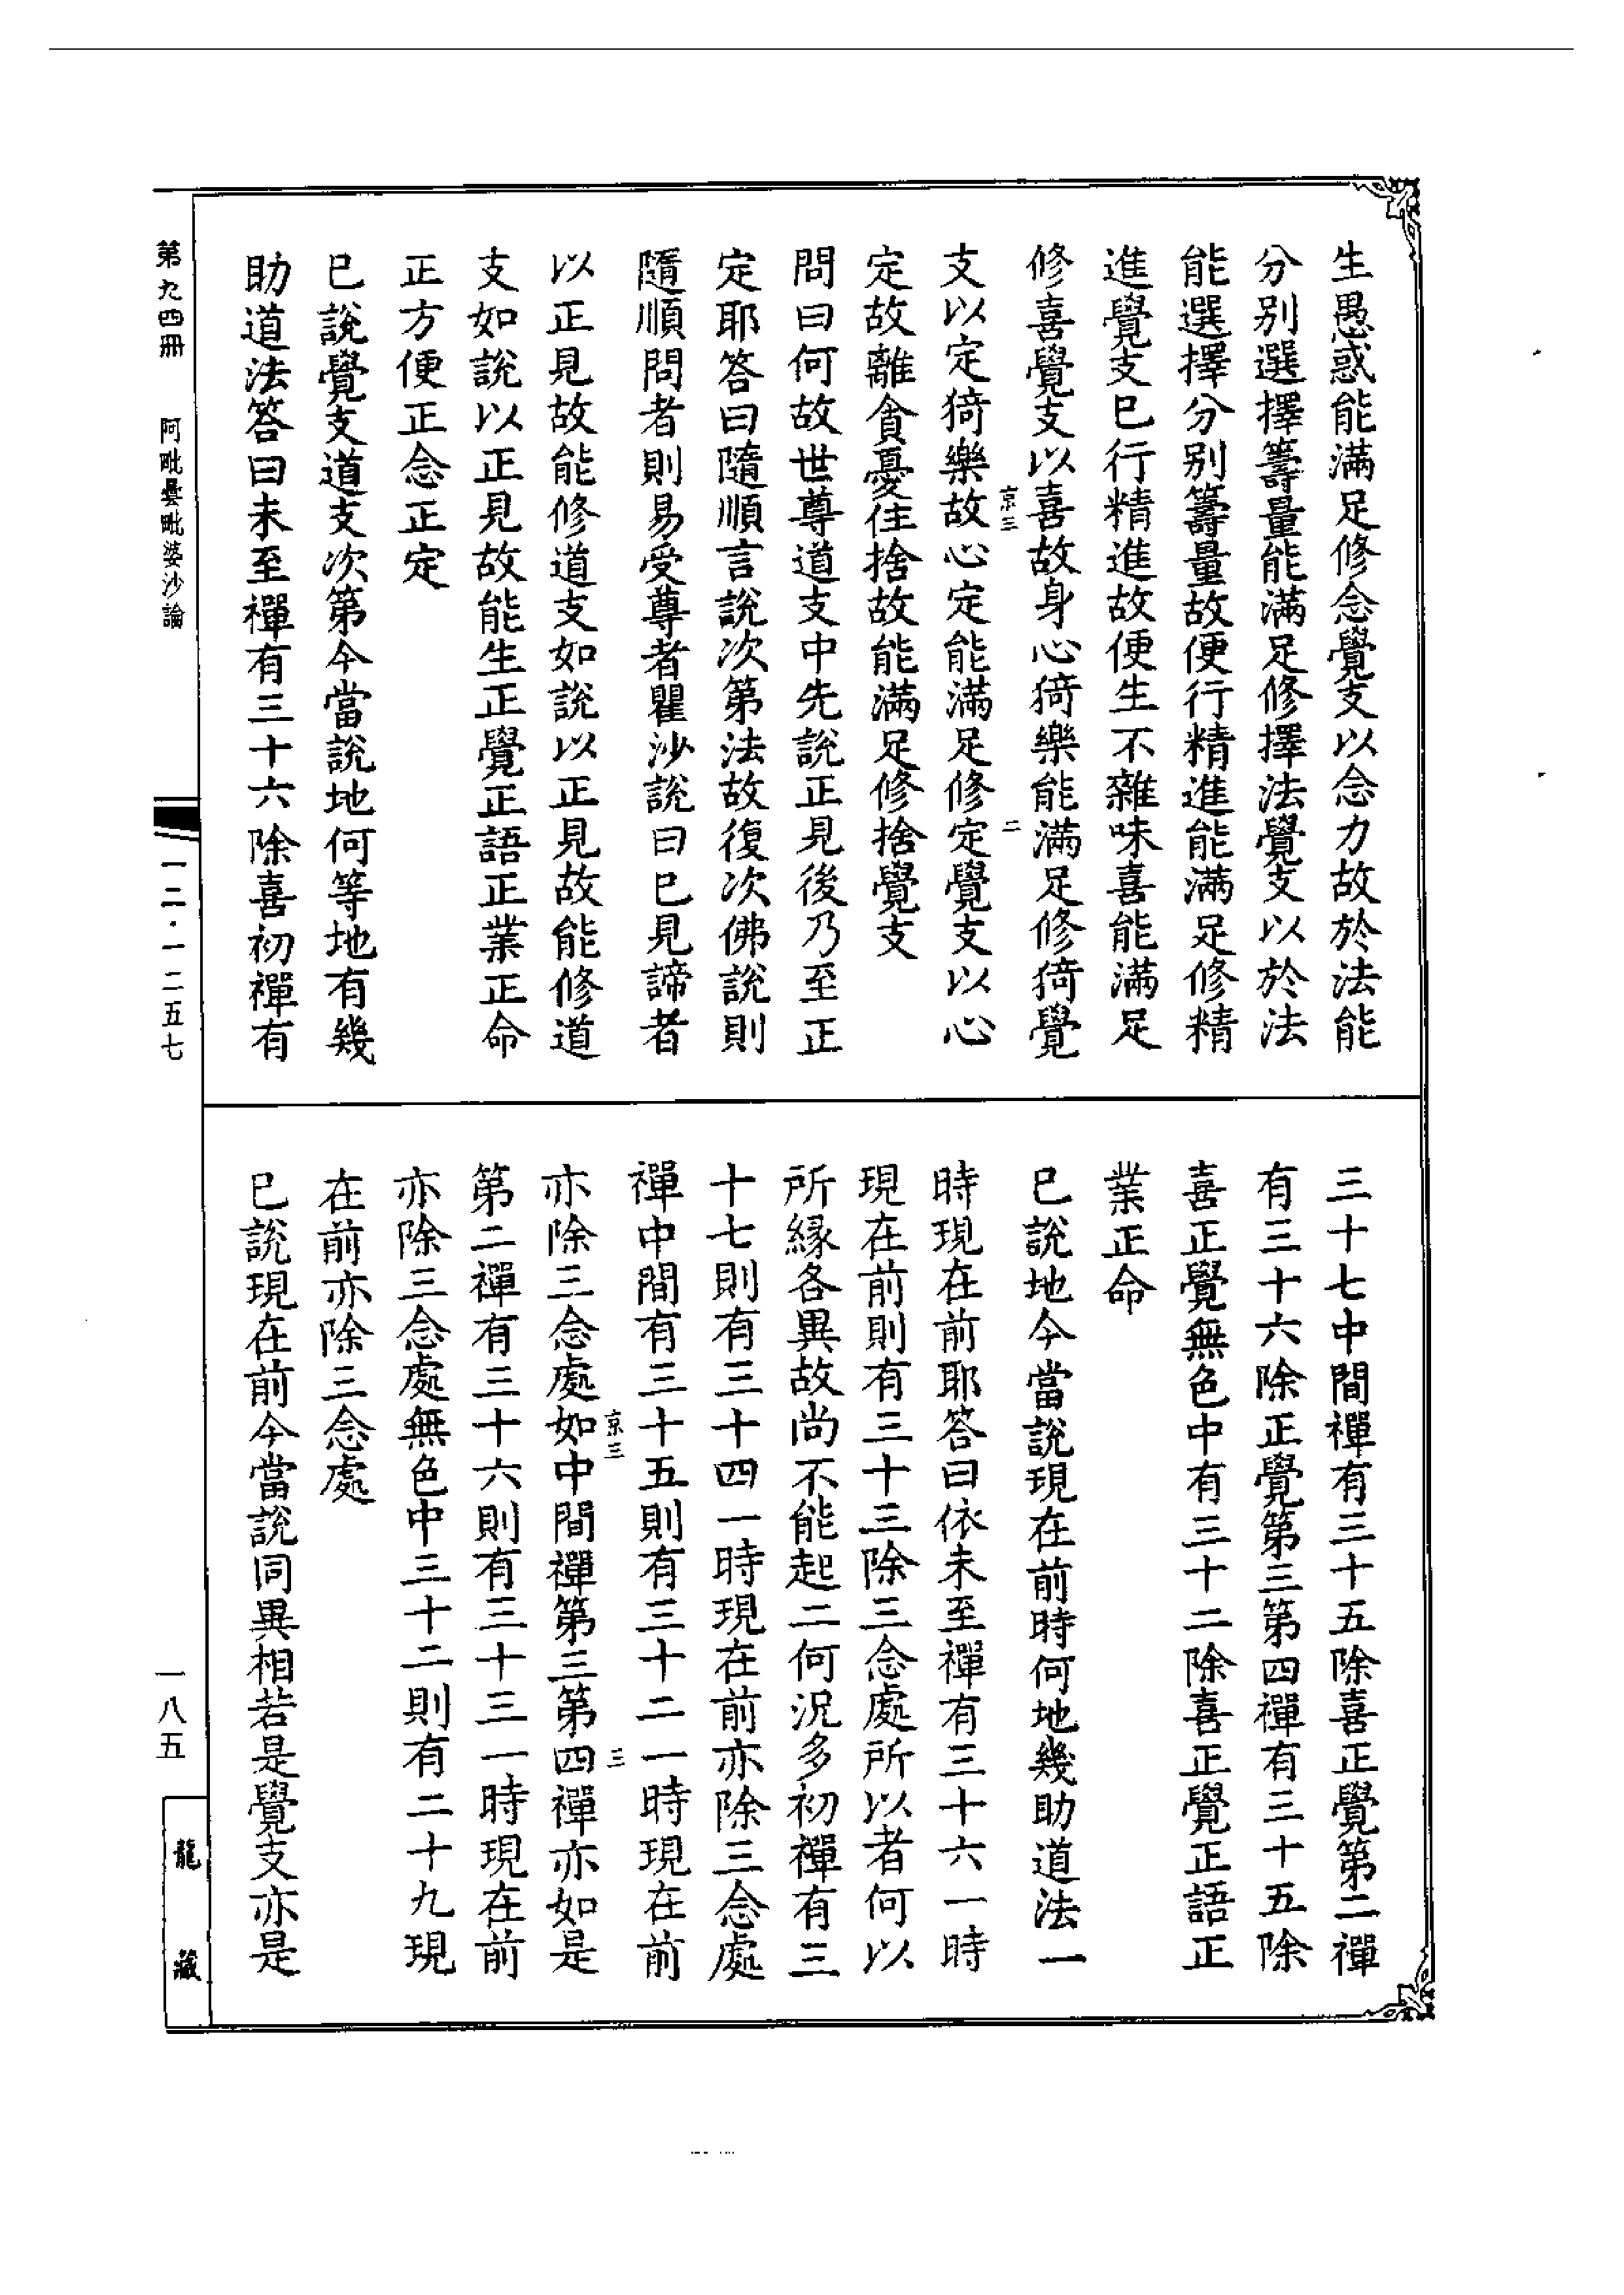 生愚惑能滿足修念覺支以念力故於法能
分別選擇籌量能滿足修擇法覺支以於法
能選擇分別籌量故便行精進能滿足修精
進覺支已行精進故便生不雜味喜能滿足
修喜覺支以喜故身心猗樂能滿足修猗覺
京三
二
支以定猗樂故心定能滿足修定覺支以心
定故離貪憂住捨故能滿足修捨覺支
問曰何故世尊道支中先說正見後乃至正
定耶答曰隨順言說次第法故復次佛說則
隨順問者則易受尊者瞿沙說曰已見諦者
以正見故能修道支如說以正見故能修道
支如說以正見故能生正覺正語正業正命
正方便正念正定
已說覺支道支次第今當說地何等地有幾
助道法答曰未至禪有三十六除喜初禪有
三十七中間禪有三十五除喜正覺第二禪
有三十六除正覺第三第四禪有三十五除
喜正覺無色中有三十二除喜正覺正語正
業正命
已說地今當說現在前時何地幾助道法一
時現在前耶答曰依未至禪有三十六一時
現在前則有三十三除三念處所以者何以
所緣各異故尚不能起二何況多初禪有三
十七則有三十四一時現在前亦除三念處
禪中間有三十五則有三十二一時現在前
京三
三
亦除三念處如中間禪第三第四禪亦如是
第二禪有三十六則有三十三一時現在前
亦除三念處無色中三十二則有二十九現
在前亦除三念處
已說現在前今當說同異相若是覺支亦是
第九四冊　阿毗曇毗婆沙論
一二·一二五七
一八五
龍藏